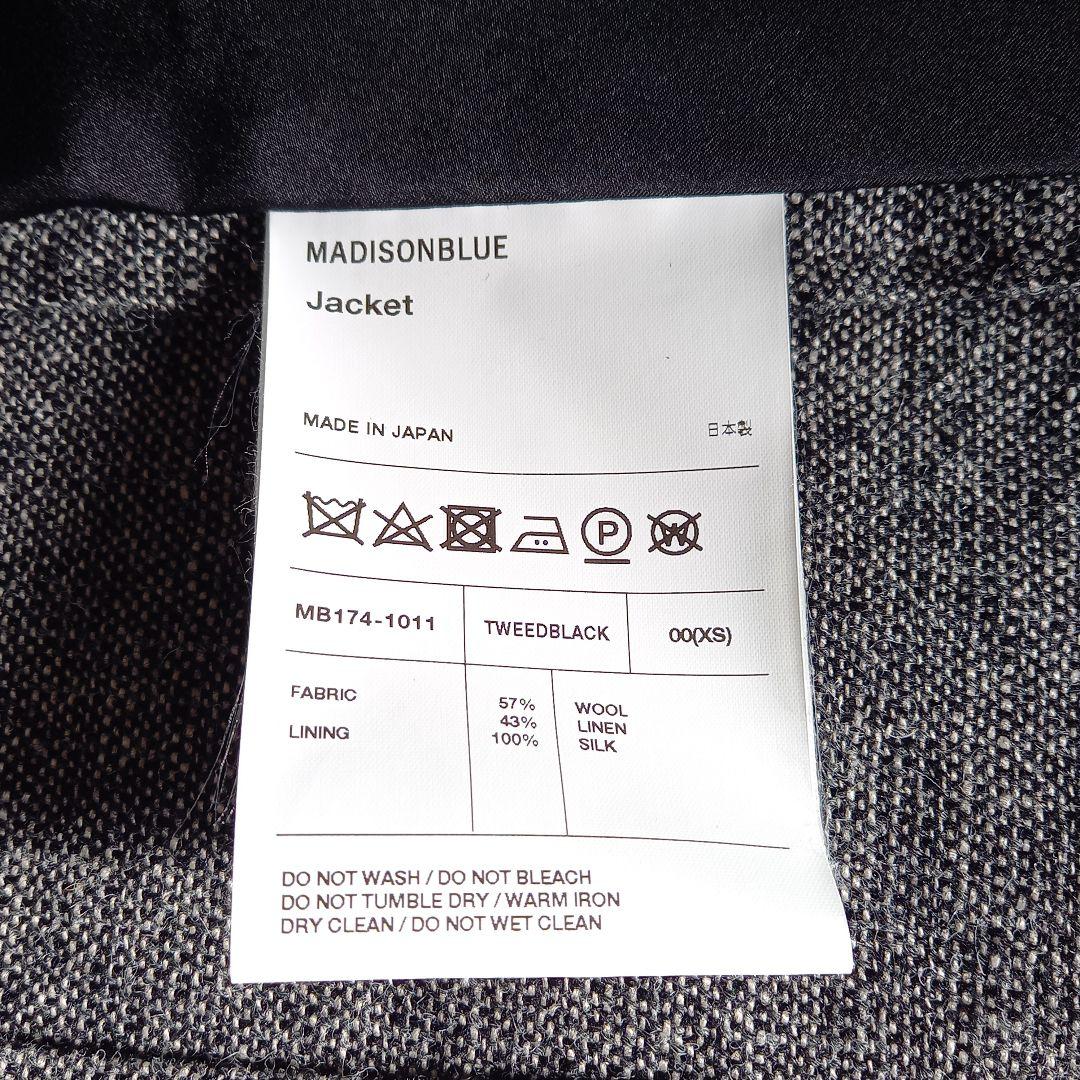 MADISONBLUE
Jacket
MADE IN JAPAN 日本製
P W
MB174-1011 TWEEDBLACK 00(XS)
FABRIC 57% WOOL
43% LINEN
LINING 100% SILK
DO NOT WASH / DO NOT BLEACH
DO NOT TUMBLE DRY / WARM IRON
DRY CLEAN / DO NOT WET CLEAN